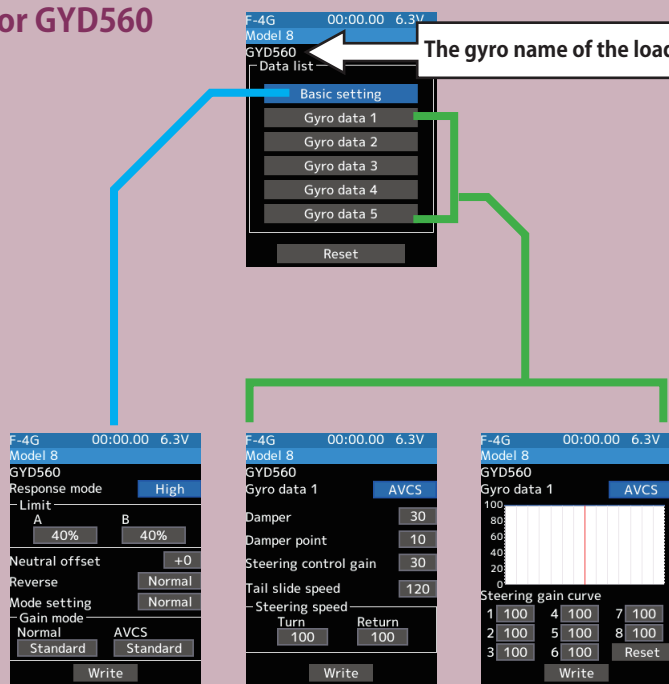 or GYD560
F-4G 00:00.00 6.3V
Model 8
GYD560
The gyro name of the load
Data list
Basic setting
Gyro data 1
Gyro data 2
Gyro data 3
Gyro data 4
Gyro data 5
Reset
F-4G 00:00.00 6.3V
Model 8
GYD560
Response mode High
Limit
A B
40% 40%
Neutral offset +0
Reverse Normal
Mode setting Normal
Gain mode
Normal AVCS
Standard Standard
Write
F-4G 00:00.00 6.3V
Model 8
GYD560
Gyro data 1 AVCS
Damper 30
Damper point 10
Steering control gain 30
Tail slide speed 120
Steering speed
Turn Return
100 100
Write
F-4G 00:00.00 6.3V
Model 8
GYD560
Gyro data 1 AVCS
100
80
60
40
20
0
Steering gain curve
1 100 4 100 7 100
2 100 5 100 8 100
3 100 6 100 Reset
Write